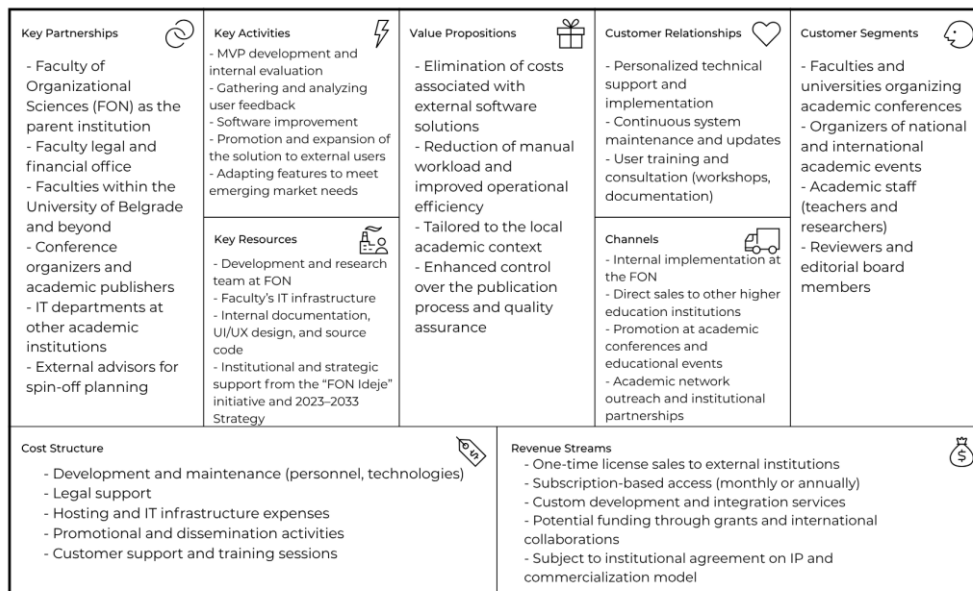 Key Partnerships
- Faculty of
Organizational
Sciences (FON) as the
parent institution
- Faculty legal and
financial office
- Faculties within the
University of Belgrade
and beyond
- Conference
organizers and
academic publishers
- IT departments at
other academic
institutions
- External advisors for
spin-off planning
Key Activities
- MVP development and
internal evaluation
- Gathering and analyzing
user feedback
- Software improvement
- Promotion and expansion of
the solution to external users
- Adapting features to meet
emerging market needs
Key Resources
- Development and research
team at FON
- Faculty's IT infrastructure
- Internal documentation,
UI/UX design, and source
code
- Institutional and strategic
support from the “FON Ideje”
initiative and 2023–2033
Strategy
Value Propositions
- Elimination of costs
associated with
external software
solutions
- Reduction of manual
workload and
improved operational
efficiency
- Tailored to the local
academic context
- Enhanced control
over the publication
process and quality
assurance
Customer Relationships
- Personalized technical
support and
implementation
- Continuous system
maintenance and updates
- User training and
consultation (workshops,
documentation)
Channels
- Internal implementation at
the FON
- Direct sales to other higher
education institutions
- Promotion at academic
conferences and
educational events
- Academic network
outreach and institutional
partnerships
Customer Segments
- Faculties and
universities organizing
academic conferences
- Organizers of national
and international
academic events
- Academic staff
(teachers and
researchers)
- Reviewers and
editorial board
members
Cost Structure
- Development and maintenance (personnel, technologies)
- Legal support
- Hosting and IT infrastructure expenses
- Promotional and dissemination activities
- Customer support and training sessions
Revenue Streams
- One-time license sales to external institutions
- Subscription-based access (monthly or annually)
- Custom development and integration services
- Potential funding through grants and international
collaborations
- Subject to institutional agreement on IP and
commercialization model